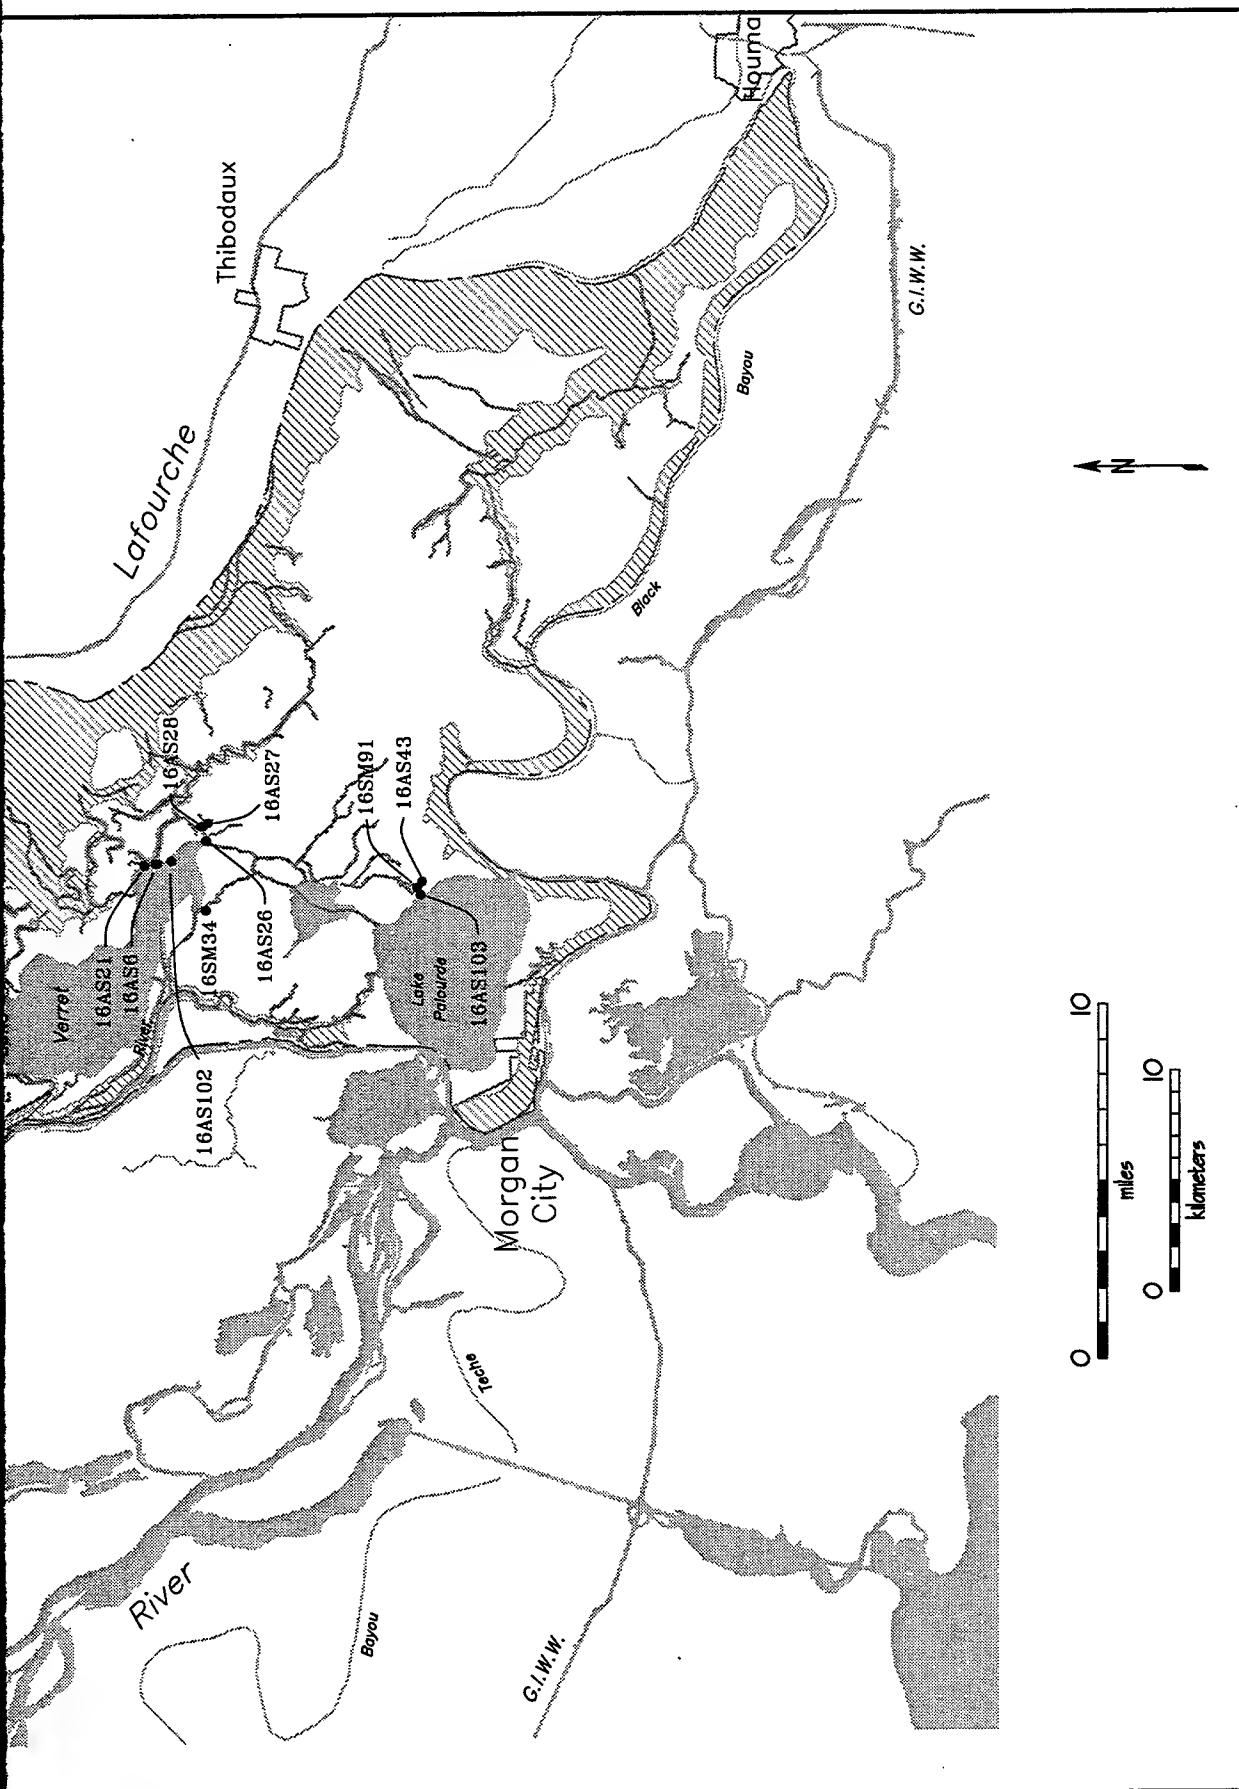 Houma
Thibodaux
Lafourche
G.I.W.W.
Bayou
Black
N
16AS28
16AS27
16SM91
16AS43
Verret
16AS21
16AS6
River
16SM34
16AS26
Lake
Palourde
16AS103
16AS102
Morgan
City
Teche
River
Bayou
G.I.W.W.
0
10
miles
0
10
kilometers